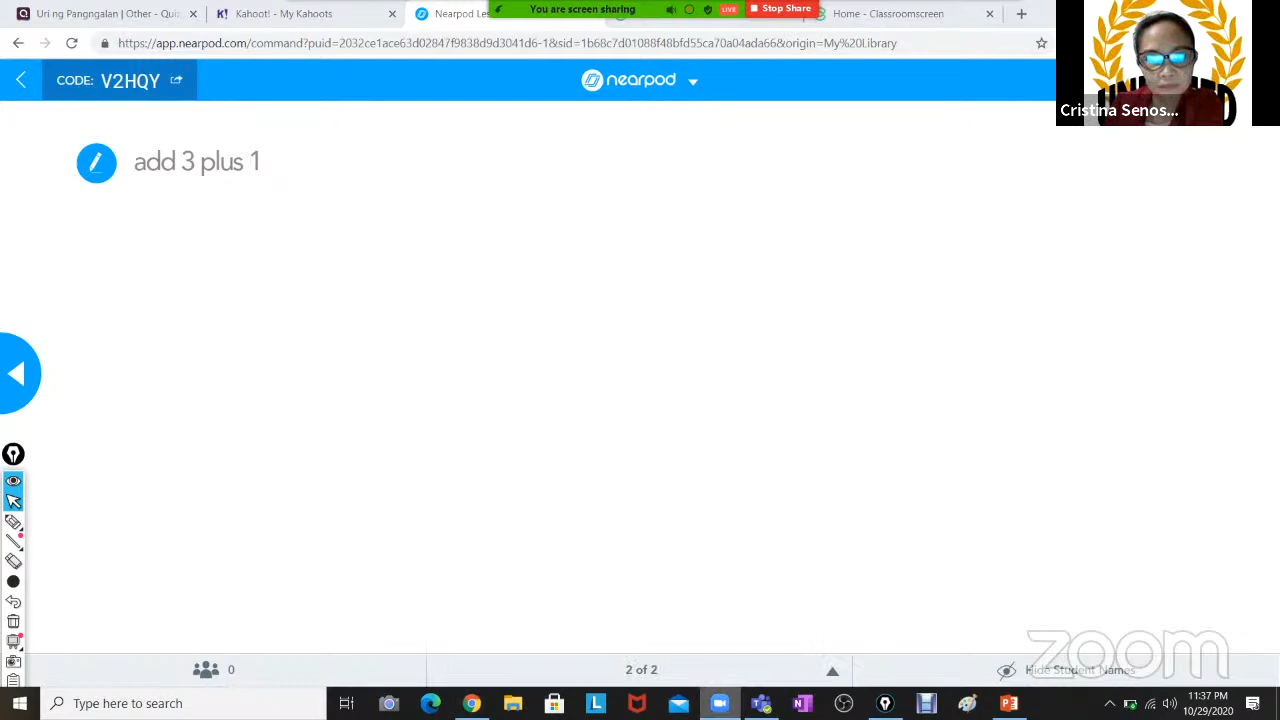 Uri ng pangngalan | Other - Quiz
Kahoot! - My Kahoots
Nearpod Les
You are screen sharing
LIVE
Stop Share
Home - Classroomscreen
https://app.nearpod.com/command?puid=2032ce1ace63d02847f9838d9d3041d6-1&sid=1b68c7d01088f48bfd55ca70a04ada66&origin=My%20Library
CODE: V2HQY
nearpod
Cristina Senos...
add 3 plus 1
zoom
0
2 of 2
Hide Student Names
Type here to search
11:37 PM
10/29/2020